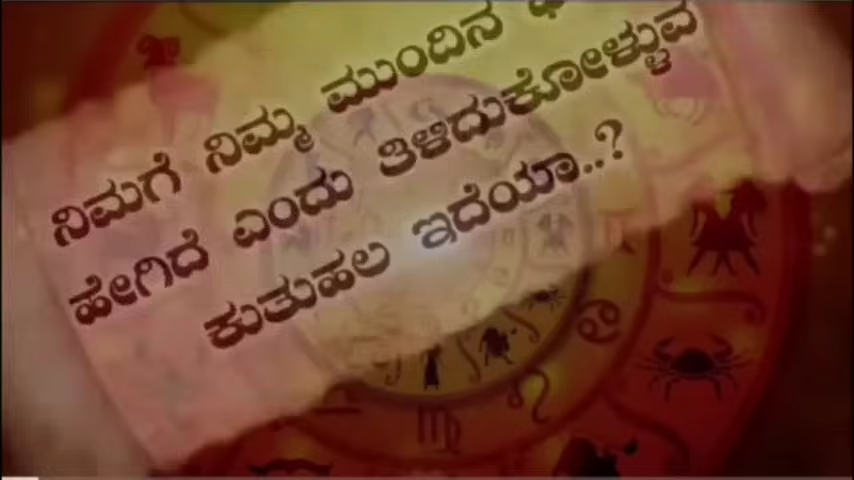 ನಿಮಗೆ ನಿಮ್ಮ ಮುಂದಿನ
ಹೇಗಿದೆ ಎಂದು ತಿಳಿದುಕೋಳ್ಳುವ
ಕುತುಹಲ ಇದೆಯಾ..?